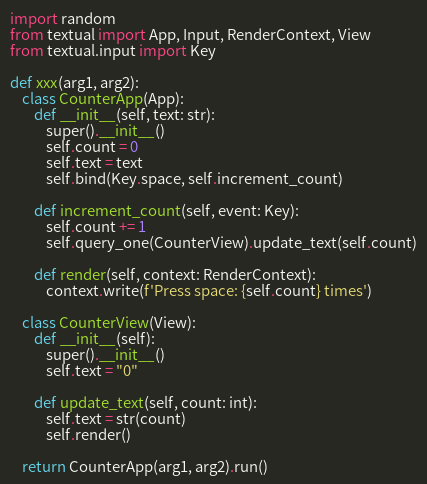 import random
from textual import App, Input, RenderContext, View
from textual.input import Key

def xxx(arg1, arg2):
    class CounterApp(App):
        def __init__(self, text: str):
            super().__init__()
            self.count = 0
            self.text = text
            self.bind(Key.space, self.increment_count)

        def increment_count(self, event: Key):
            self.count += 1
            self.query_one(CounterView).update_text(self.count)

        def render(self, context: RenderContext):
            context.write(f'Press space: {self.count} times')

    class CounterView(View):
        def __init__(self):
            super().__init__()
            self.text = "0"

        def update_text(self, count: int):
            self.text = str(count)
            self.render()

    return CounterApp(arg1, arg2).run()